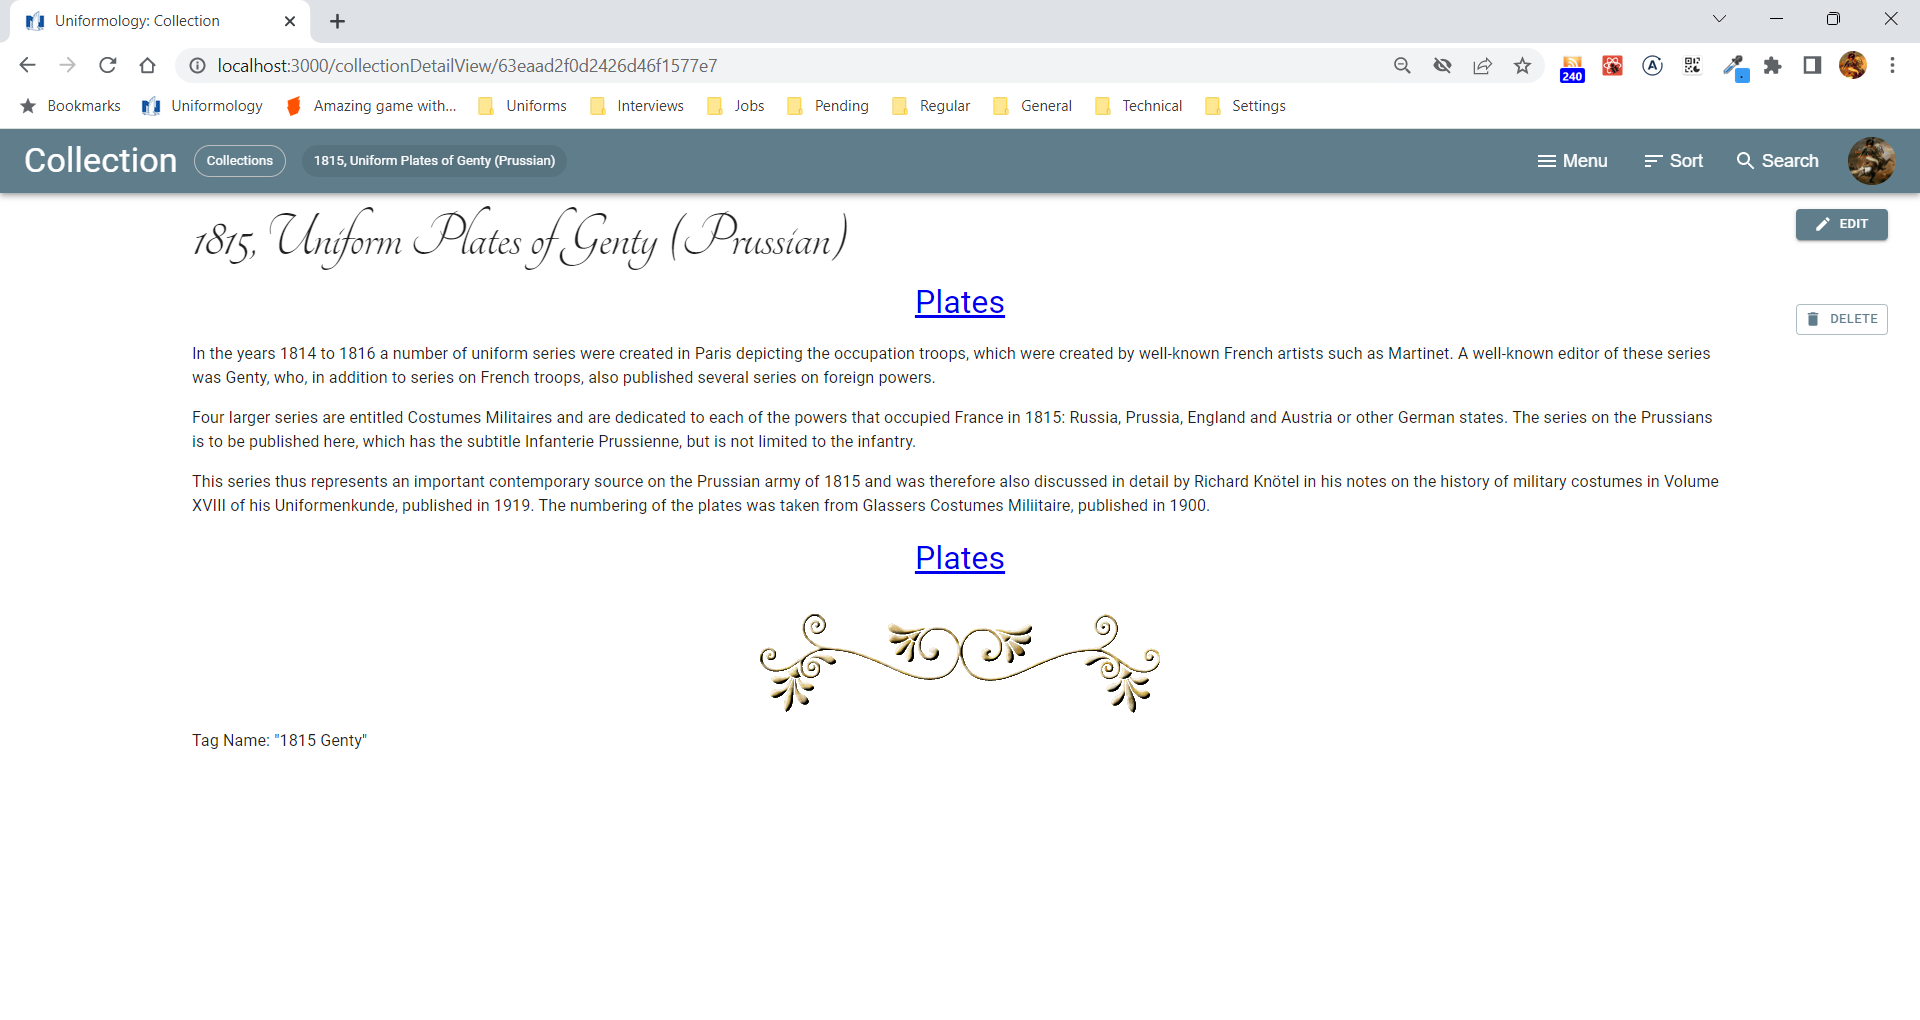 Uniformology: Collection
localhost:3000/collectionDetailView/63eaad2f0d2426d46f1577e7
240
Bookmarks Uniformology Amazing game with... Uniforms Interviews Jobs Pending Regular General Technical Settings
Collection Collections 1815, Uniform Plates of Genty (Prussian) Menu Sort Search
1815, Uniform Plates of Genty (Prussian)
EDIT
Plates
DELETE
In the years 1814 to 1816 a number of uniform series were created in Paris depicting the occupation troops, which were created by well-known French artists such as Martinet. A well-known editor of these series
was Genty, who, in addition to series on French troops, also published several series on foreign powers.
Four larger series are entitled Costumes Militaires and are dedicated to each of the powers that occupied France in 1815: Russia, Prussia, England and Austria or other German states. The series on the Prussians
is to be published here, which has the subtitle Infanterie Prussienne, but is not limited to the infantry.
This series thus represents an important contemporary source on the Prussian army of 1815 and was therefore also discussed in detail by Richard Knötel in his notes on the history of military costumes in Volume
XVIII of his Uniformenkunde, published in 1919. The numbering of the plates was taken from Glassers Costumes Miliitaire, published in 1900.
Plates
Tag Name: "1815 Genty"